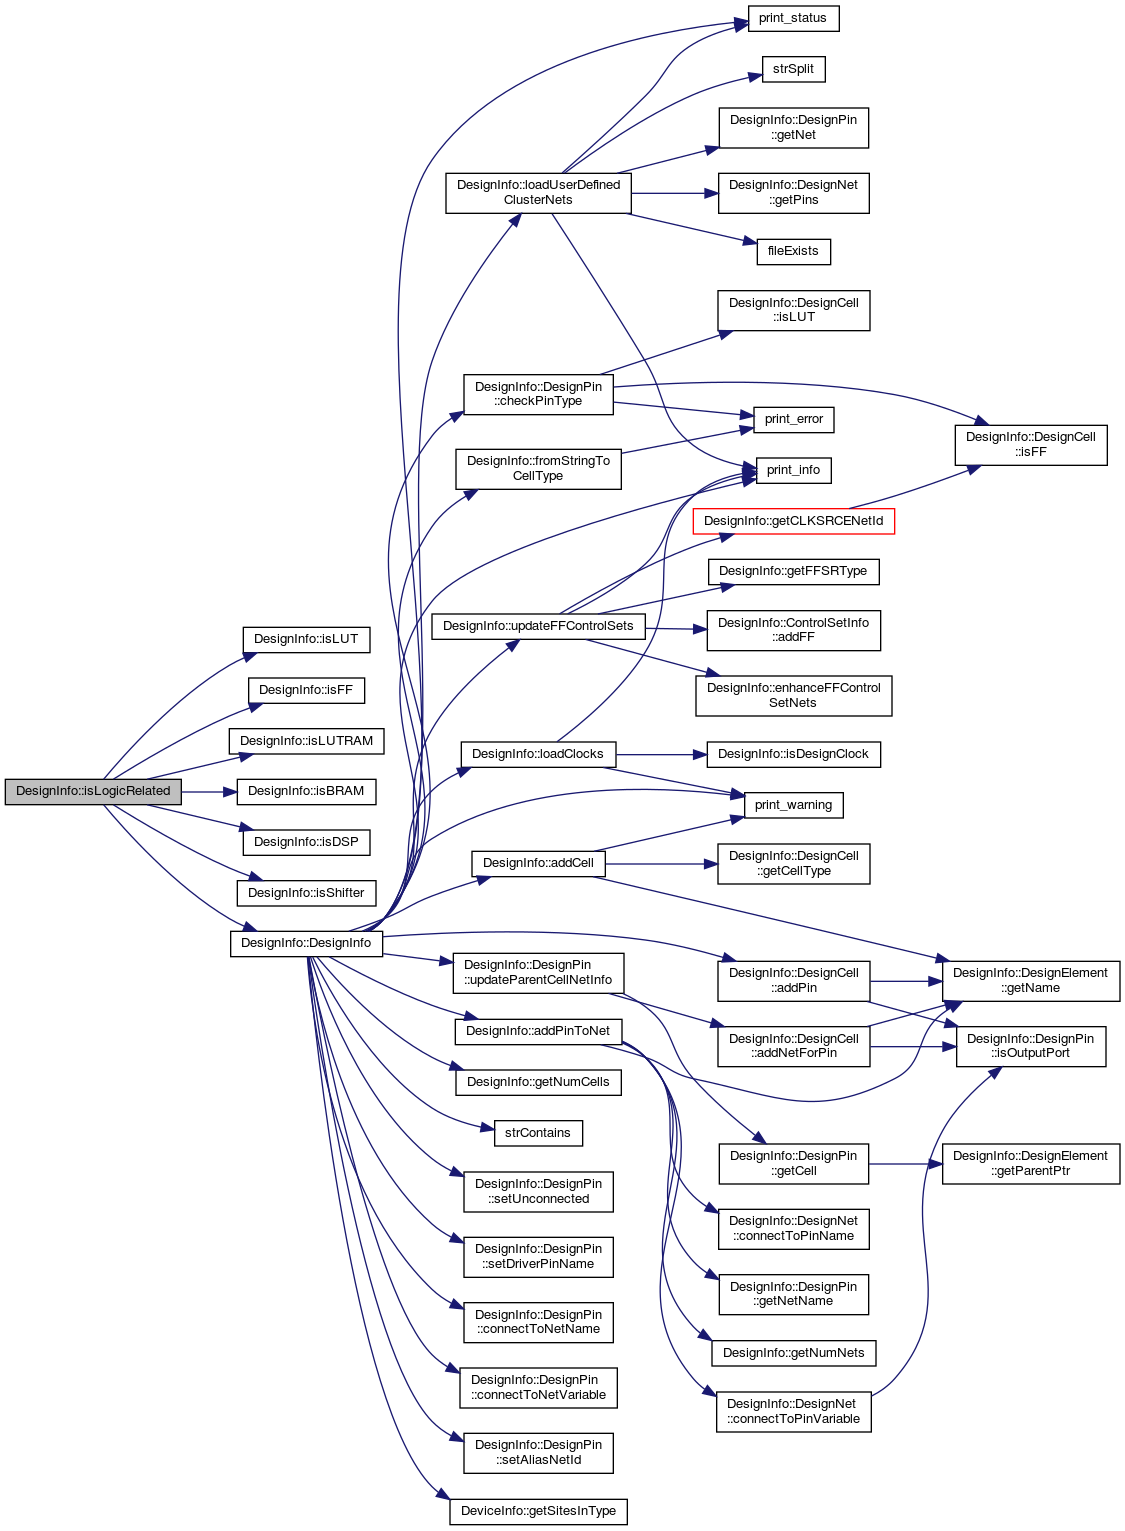 print_status
strSplit
DesignInfo::DesignPin
::getNet
DesignInfo::loadUserDefined
ClusterNets
DesignInfo::DesignNet
::getPins
fileExists
DesignInfo::DesignCell
::isLUT
DesignInfo::DesignPin
::checkPinType
print_error
DesignInfo::DesignCell
::isFF
DesignInfo::fromStringTo
CellType
print_info
DesignInfo::getCLKSRCENetId
DesignInfo::getFFSRType
DesignInfo::updateFFControlSets
DesignInfo::ControlSetInfo
::addFF
DesignInfo::isLUT
DesignInfo::isFF
DesignInfo::enhanceFFControl
SetNets
DesignInfo::isLUTRAM
DesignInfo::loadClocks
DesignInfo::isDesignClock
DesignInfo::isLogicRelated
DesignInfo::isBRAM
print_warning
DesignInfo::isDSP
DesignInfo::addCell
DesignInfo::DesignCell
::getCellType
DesignInfo::isShifter
DesignInfo::DesignInfo
DesignInfo::DesignPin
::updateParentCellNetInfo
DesignInfo::DesignCell
::addPin
DesignInfo::DesignElement
::getName
DesignInfo::addPinToNet
DesignInfo::DesignCell
::addNetForPin
DesignInfo::DesignPin
::isOutputPort
DesignInfo::getNumCells
strContains
DesignInfo::DesignPin
::getCell
DesignInfo::DesignElement
::getParentPtr
DesignInfo::DesignPin
::setUnconnected
DesignInfo::DesignNet
::connectToPinName
DesignInfo::DesignPin
::setDriverPinName
DesignInfo::DesignPin
::getNetName
DesignInfo::DesignPin
::connectToNetName
DesignInfo::getNumNets
DesignInfo::DesignPin
::connectToNetVariable
DesignInfo::DesignNet
::connectToPinVariable
DesignInfo::DesignPin
::setAliasNetId
DeviceInfo::getSitesInType